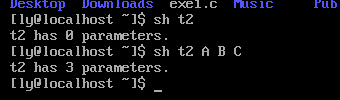 Desktop Downloads exe1.c Music Pub
[ly@localhost ~]$ sh t2
t2 has 0 parameters.
[ly@localhost ~]$ sh t2 A B C
t2 has 3 parameters.
[ly@localhost ~]$ _